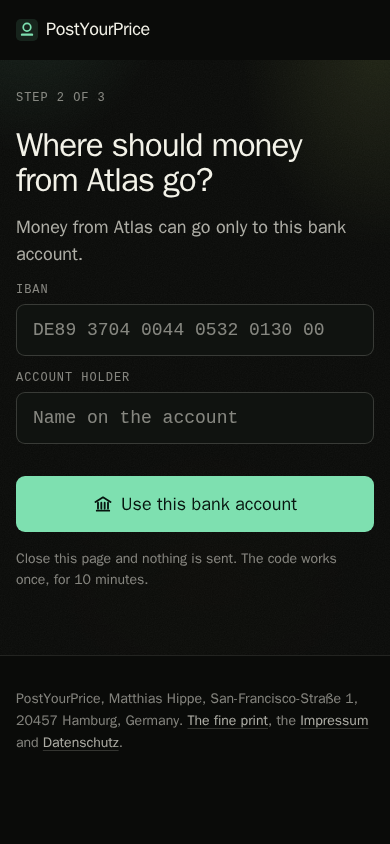 PostYourPrice
STEP 2 OF 3
Where should money
from Atlas go?
Money from Atlas can go only to this bank
account.
IBAN
DE89 3704 0044 0532 0130 00
ACCOUNT HOLDER
Name on the account
Use this bank account
Close this page and nothing is sent. The code works
once, for 10 minutes.
PostYourPrice, Matthias Hippe, San-Francisco-Straße 1,
20457 Hamburg, Germany. The fine print, the Impressum
and Datenschutz.